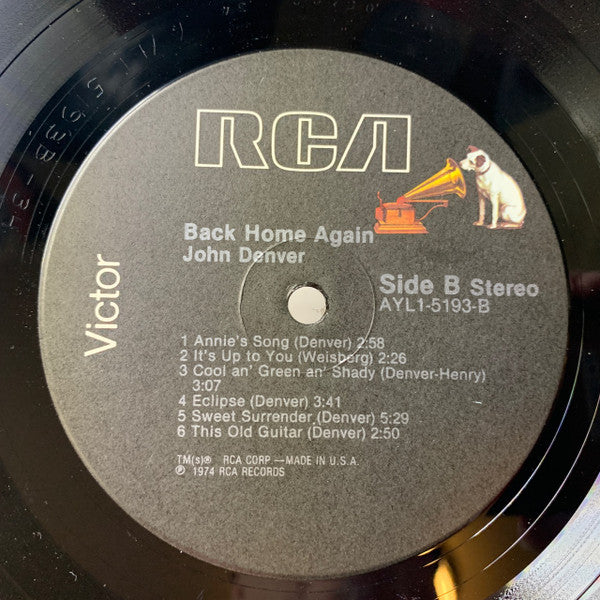 RCA
Victor
Back Home Again
John Denver
Side B Stereo
AYL1-5193-B
1 Annie's Song (Denver) 2:58
2 It's Up to You (Weisberg) 2:26
3 Cool an' Green an' Shady (Denver-Henry)
3:07
4 Eclipse (Denver) 3:41
5 Sweet Surrender (Denver) 5:29
6 This Old Guitar (Denver) 2:50
TM(s)® RCA CORP —MADE IN U.S.A.
℗ 1974 RCA RECORDS